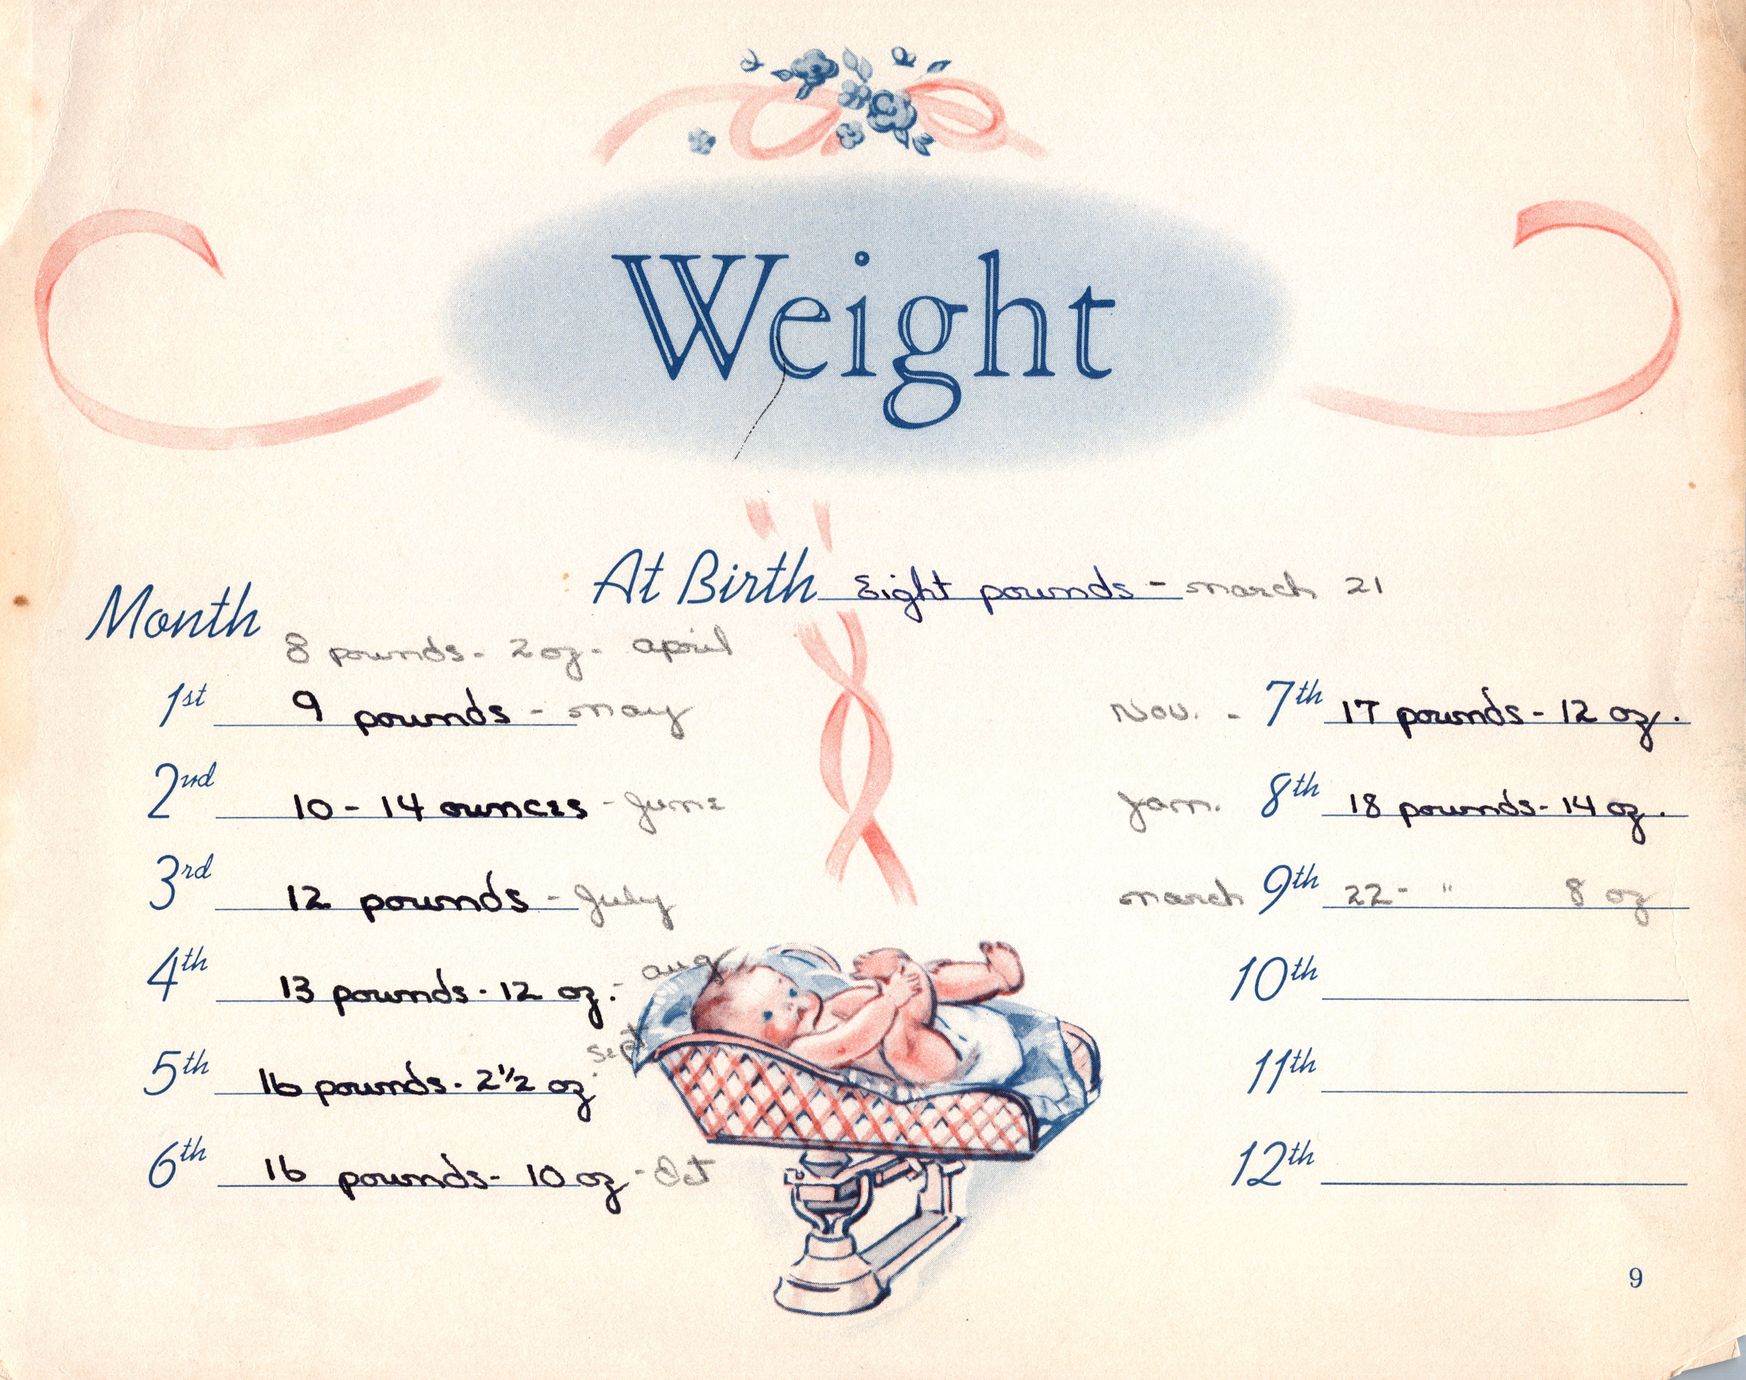 Weight
At Birth Eight pounds - march 21
Month
8 pounds - 2 oz - april
1st 9 pounds - may
2nd 10 - 14 ounces - June
3rd 12 pounds - July
4th 13 pounds - 12 oz. - aug
5th 16 pounds - 2 1/2 oz. Sept
6th 16 pounds - 10 oz - Oct
Nov. - 7th 17 pounds - 12 oz.
Jan. 8th 18 pounds - 14 oz.
march 9th 22 - " 8 oz
10th
11th
12th
9